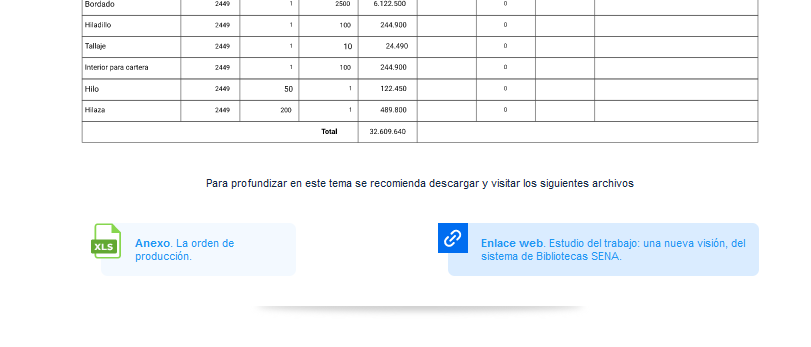 Bordado 2449 1 2500 6.122.500 0
Hiladillo 2449 1 100 244.900 0
Tallaje 2449 1 10 24.490 0
Interior para cartera 2449 1 100 244.900 0
Hilo 2449 50 1 122.450 0
Hilaza 2449 200 1 489.800 0
Total 32.609.640
Para profundizar en este tema se recomienda descargar y visitar los siguientes archivos
XLS
Anexo. La orden de
producción.
Enlace web. Estudio del trabajo: una nueva visión, del
sistema de Bibliotecas SENA.